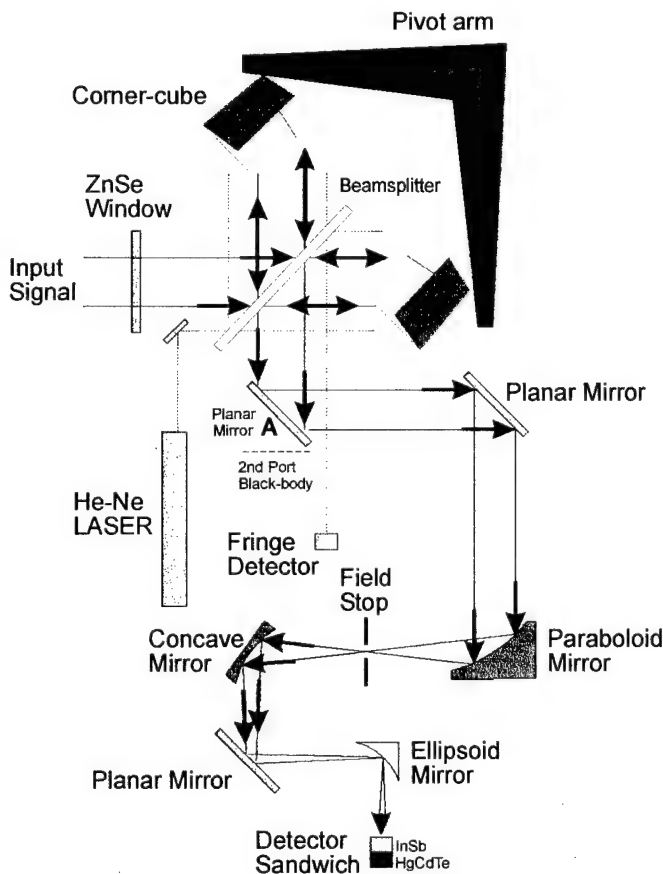 Pivot arm
Corner-cube
Beamsplitter
ZnSe
Window
Input
Signal
Planar Mirror
Planar
Mirror A
2nd Port
Black-body
He-Ne
LASER
Fringe
Detector
Field
Stop
Concave
Mirror
Paraboloid
Mirror
Ellipsoid
Mirror
Planar Mirror
Detector
Sandwich
InSb
HgCdTe